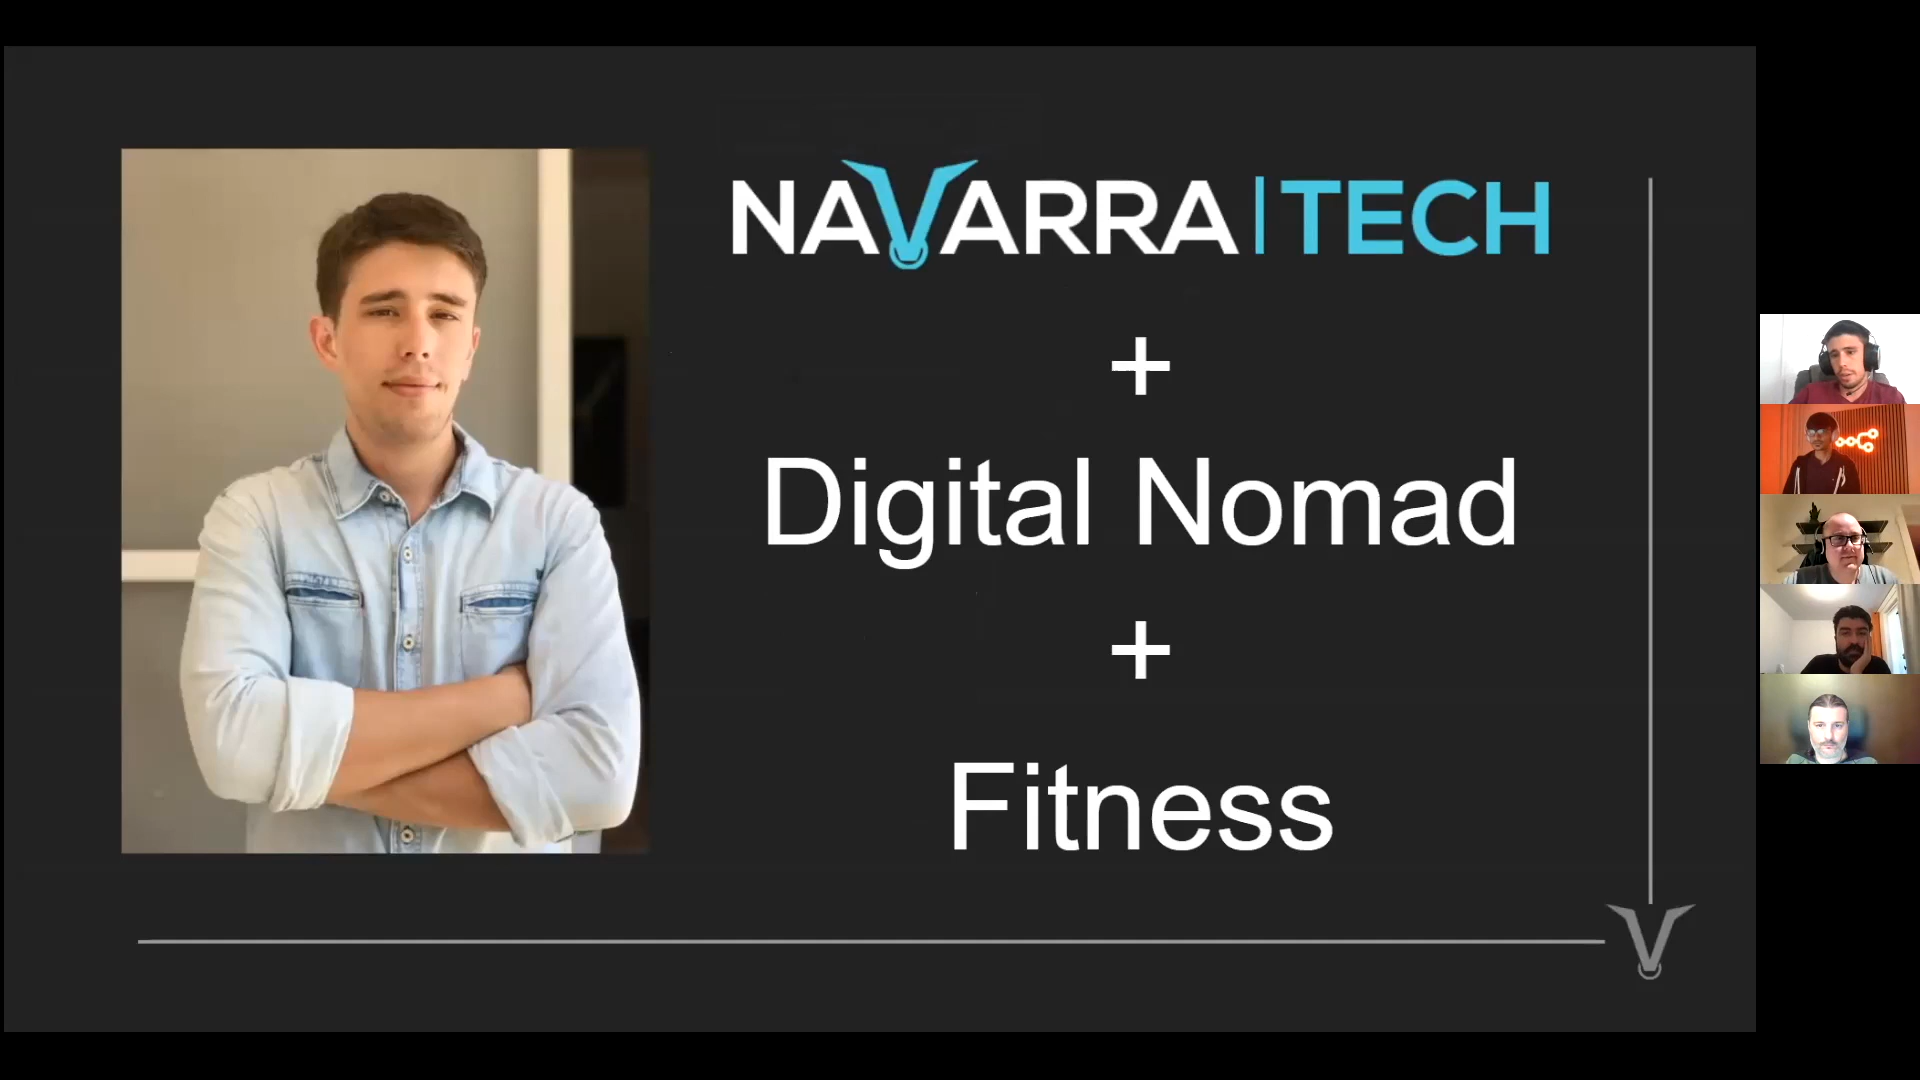 NAVARRA|TECH
+
Digital Nomad
+
Fitness